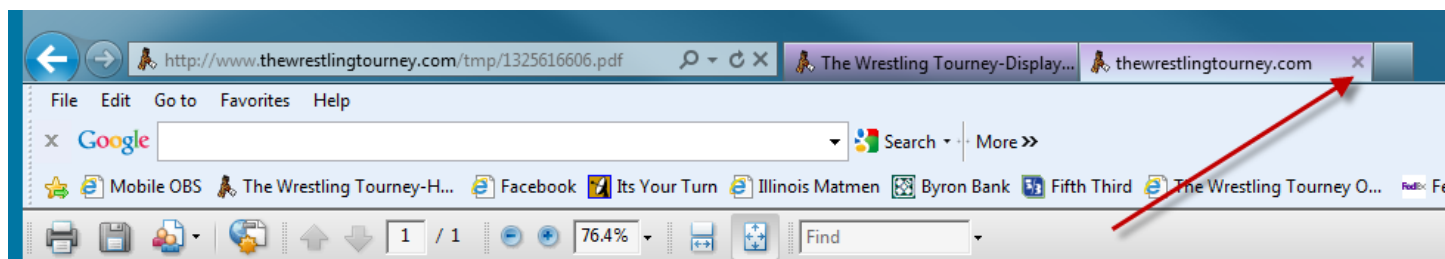 http://www.thewrestlingtourney.com/tmp/1325616606.pdf The Wrestling Tourney-Display... thewrestlingtourney.com
File Edit Go to Favorites Help
x Google Search More >>
Mobile OBS The Wrestling Tourney-H... Facebook Its Your Turn Illinois Matmen Byron Bank Fifth Third The Wrestling Tourney O... FedEx Fe
1 / 1 76.4% Find